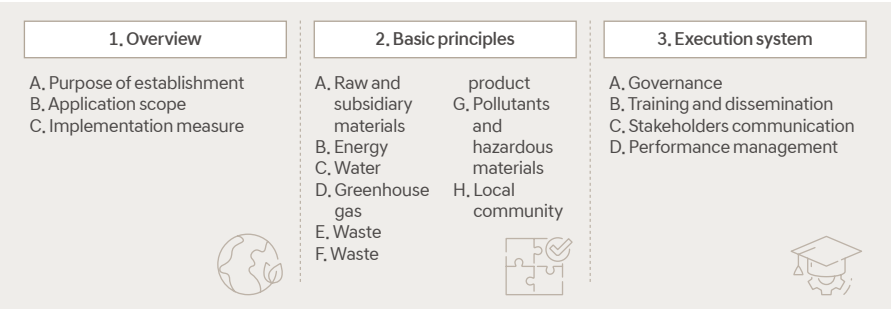 1. Overview
A. Purpose of establishment
B. Application scope
C. Implementation measure
2. Basic principles
A. Raw and
subsidiary
materials
B. Energy
C. Water
D. Greenhouse
gas
E. Waste
F. Waste
product
G. Pollutants
and
hazardous
materials
H. Local
community
3. Execution system
A. Governance
B. Training and dissemination
C. Stakeholders communication
D. Performance management